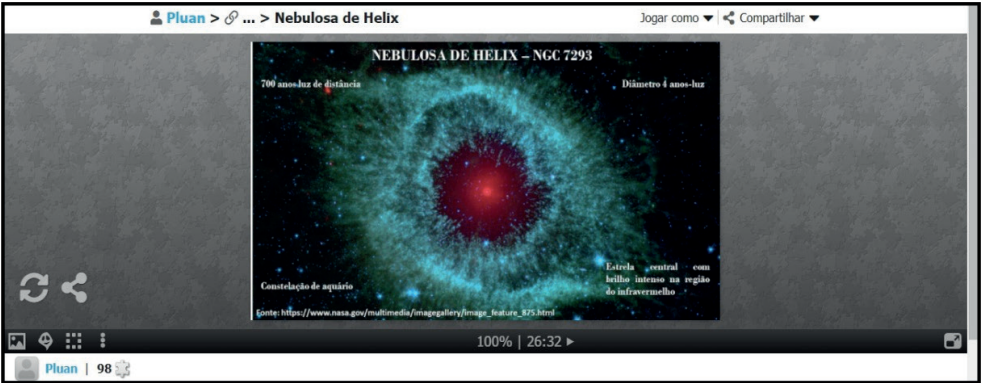 Pluan > ... > Nebulosa de Helix
Jogar como ▼ Compartilhar ▼
NEBULOSA DE HELIX – NGC 7293
700 anos-luz de distância
Diâmetro 4 anos-luz
Estrela central com
brilho intenso na região
do infravermelho
Constelação de aquário
Fonte: https://www.nasa.gov/multimedia/imagegallery/image_feature_875.html
100% | 26:32
Pluan | 98